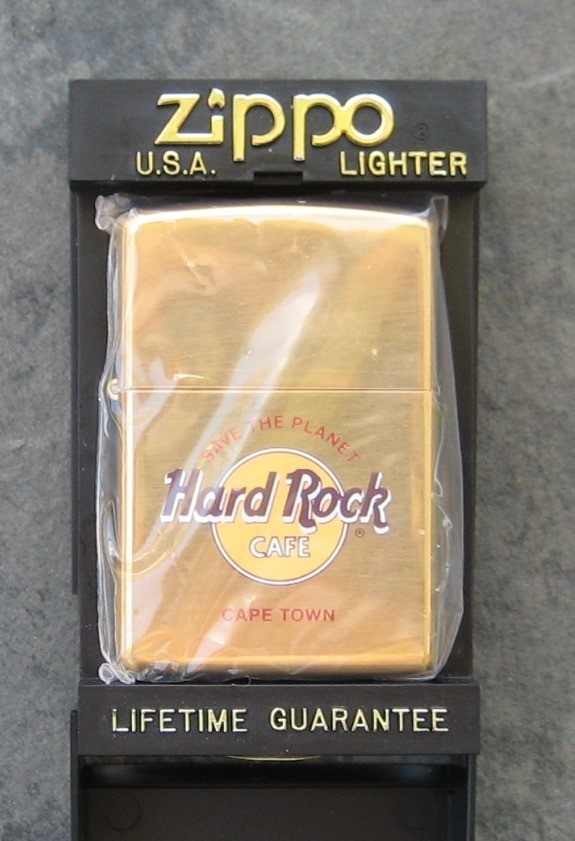 Zippo ®
U.S.A. LIGHTER
SAVE THE PLANET
Hard Rock ®
CAFE
CAPE TOWN
LIFETIME GUARANTEE